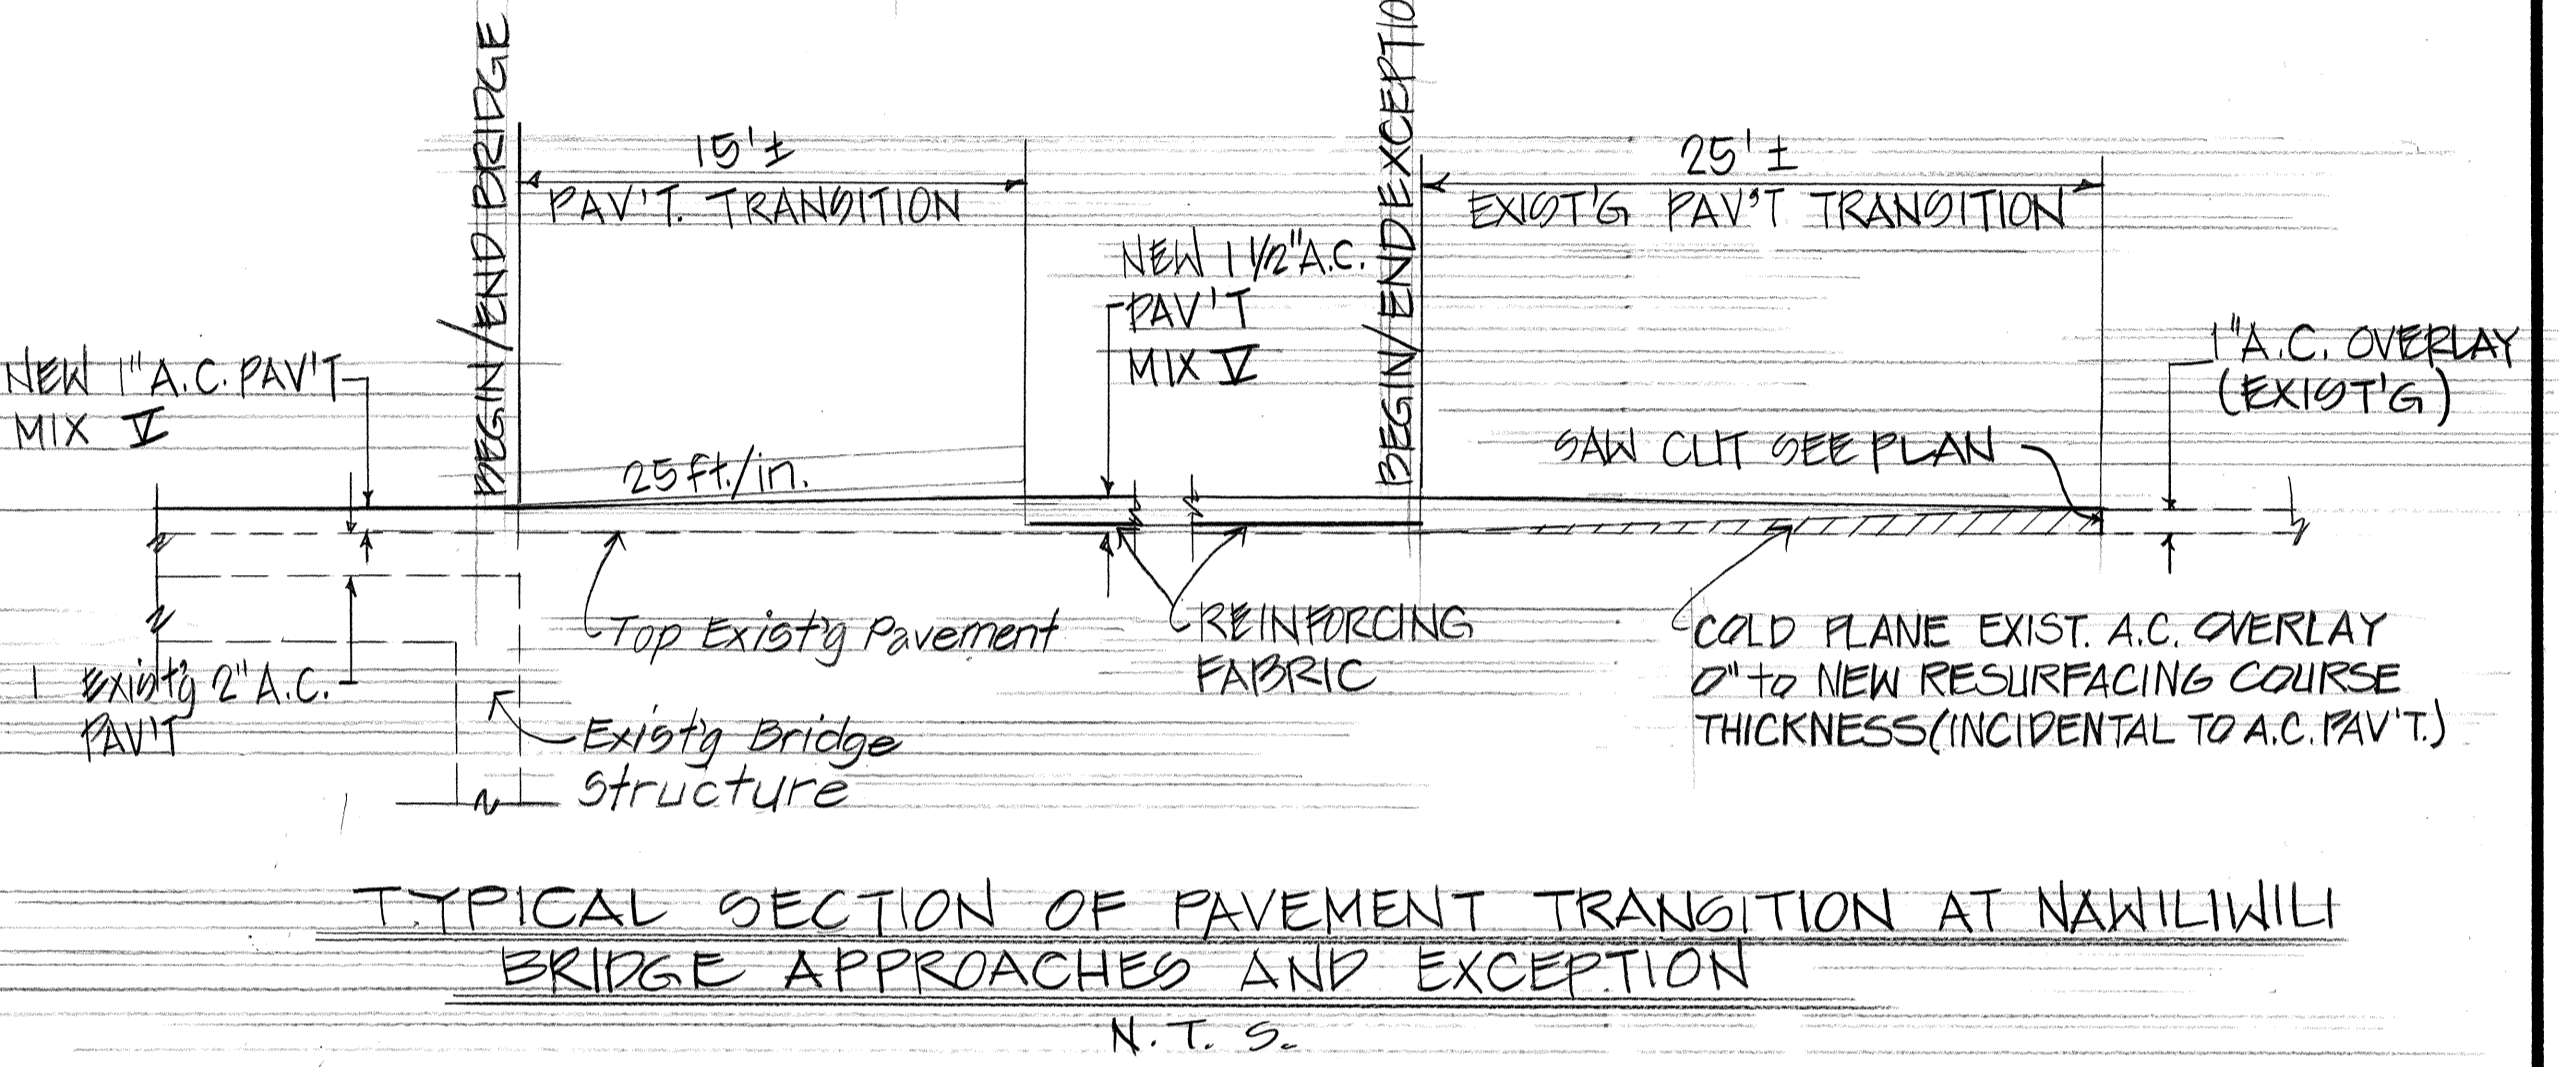 BEGIN/END BRIDGE
15'±
PAV'T. TRANSITION
BEGIN/END EXCEPTIO
25'±
EXIST'G PAV'T TRANSITION
NEW 1 1/2" A.C.
PAV'T
MIX V
NEW 1" A.C. PAV'T
MIX V
1" A.C. OVERLAY
(EXIST'G)
SAW CUT SEE PLAN
25 ft./in.
Top Exist'g Pavement
REINFORCING
FABRIC
COLD PLANE EXIST. A.C. OVERLAY
0" to NEW RESURFACING COURSE
THICKNESS (INCIDENTAL TO A.C. PAV'T.)
Exist'g 2" A.C.
PAV'T
Exist'g Bridge
Structure
TYPICAL SECTION OF PAVEMENT TRANSITION AT NAWILIWILI
BRIDGE APPROACHES AND EXCEPTION
N.T.S.